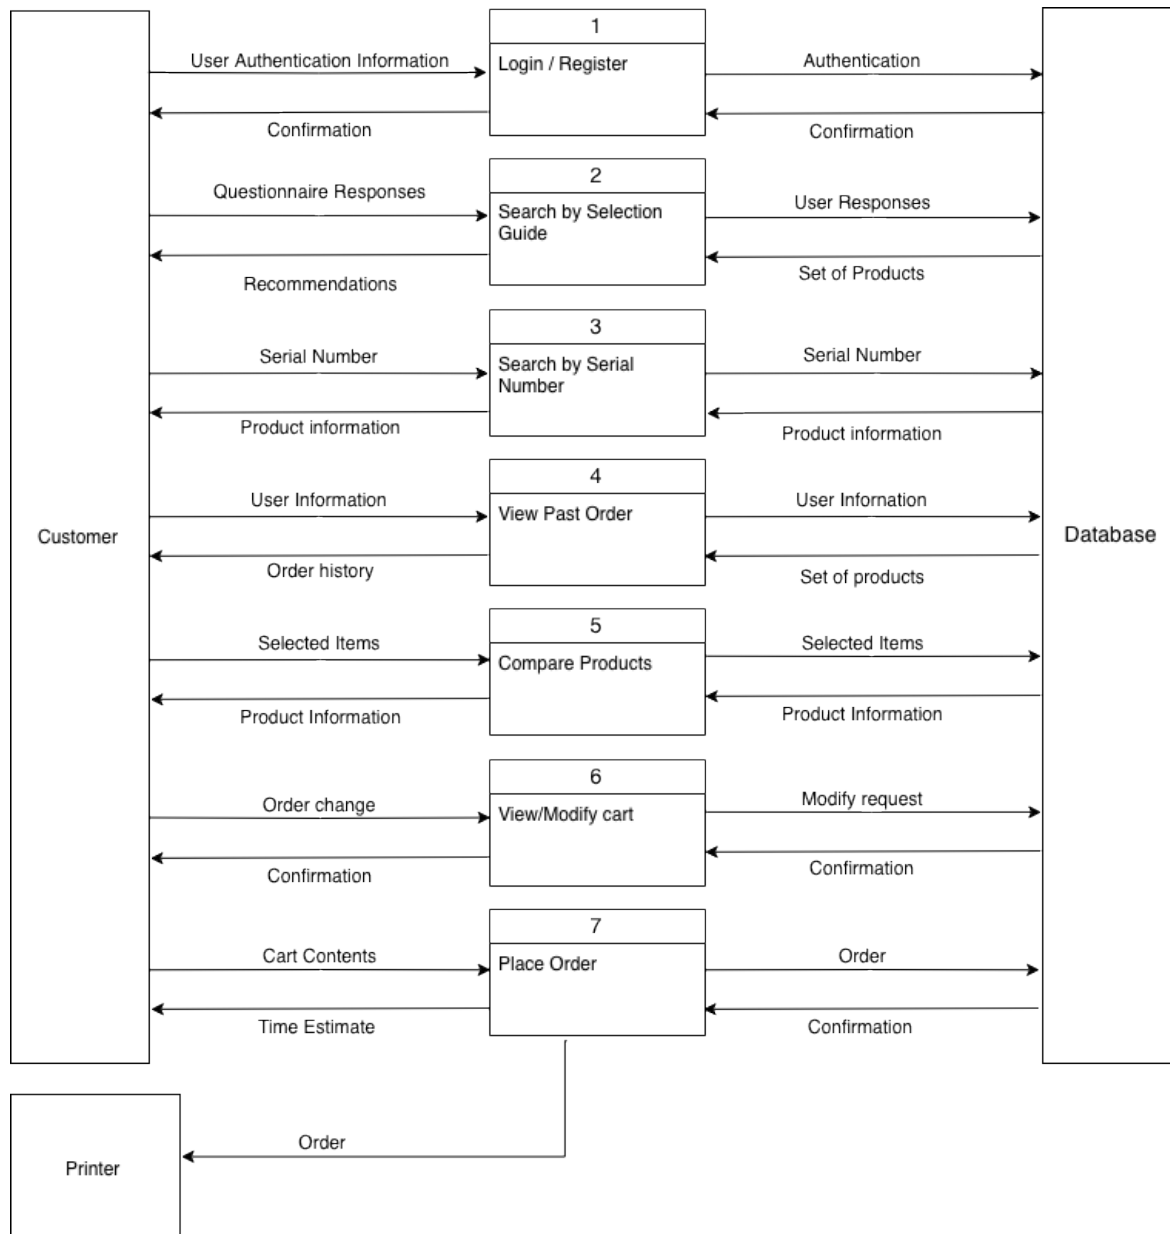 1
User Authentication Information
Login / Register
Authentication
Confirmation
Confirmation
2
Questionnaire Responses
Search by Selection
Guide
User Responses
Recommendations
Set of Products
3
Serial Number
Search by Serial
Number
Serial Number
Product information
Product information
4
User Information
View Past Order
User Infornation
Customer
Database
Order history
Set of products
5
Selected Items
Compare Products
Selected Items
Product Information
Product Information
6
Order change
View/Modify cart
Modify request
Confirmation
Confirmation
7
Cart Contents
Place Order
Order
Time Estimate
Confirmation
Order
Printer